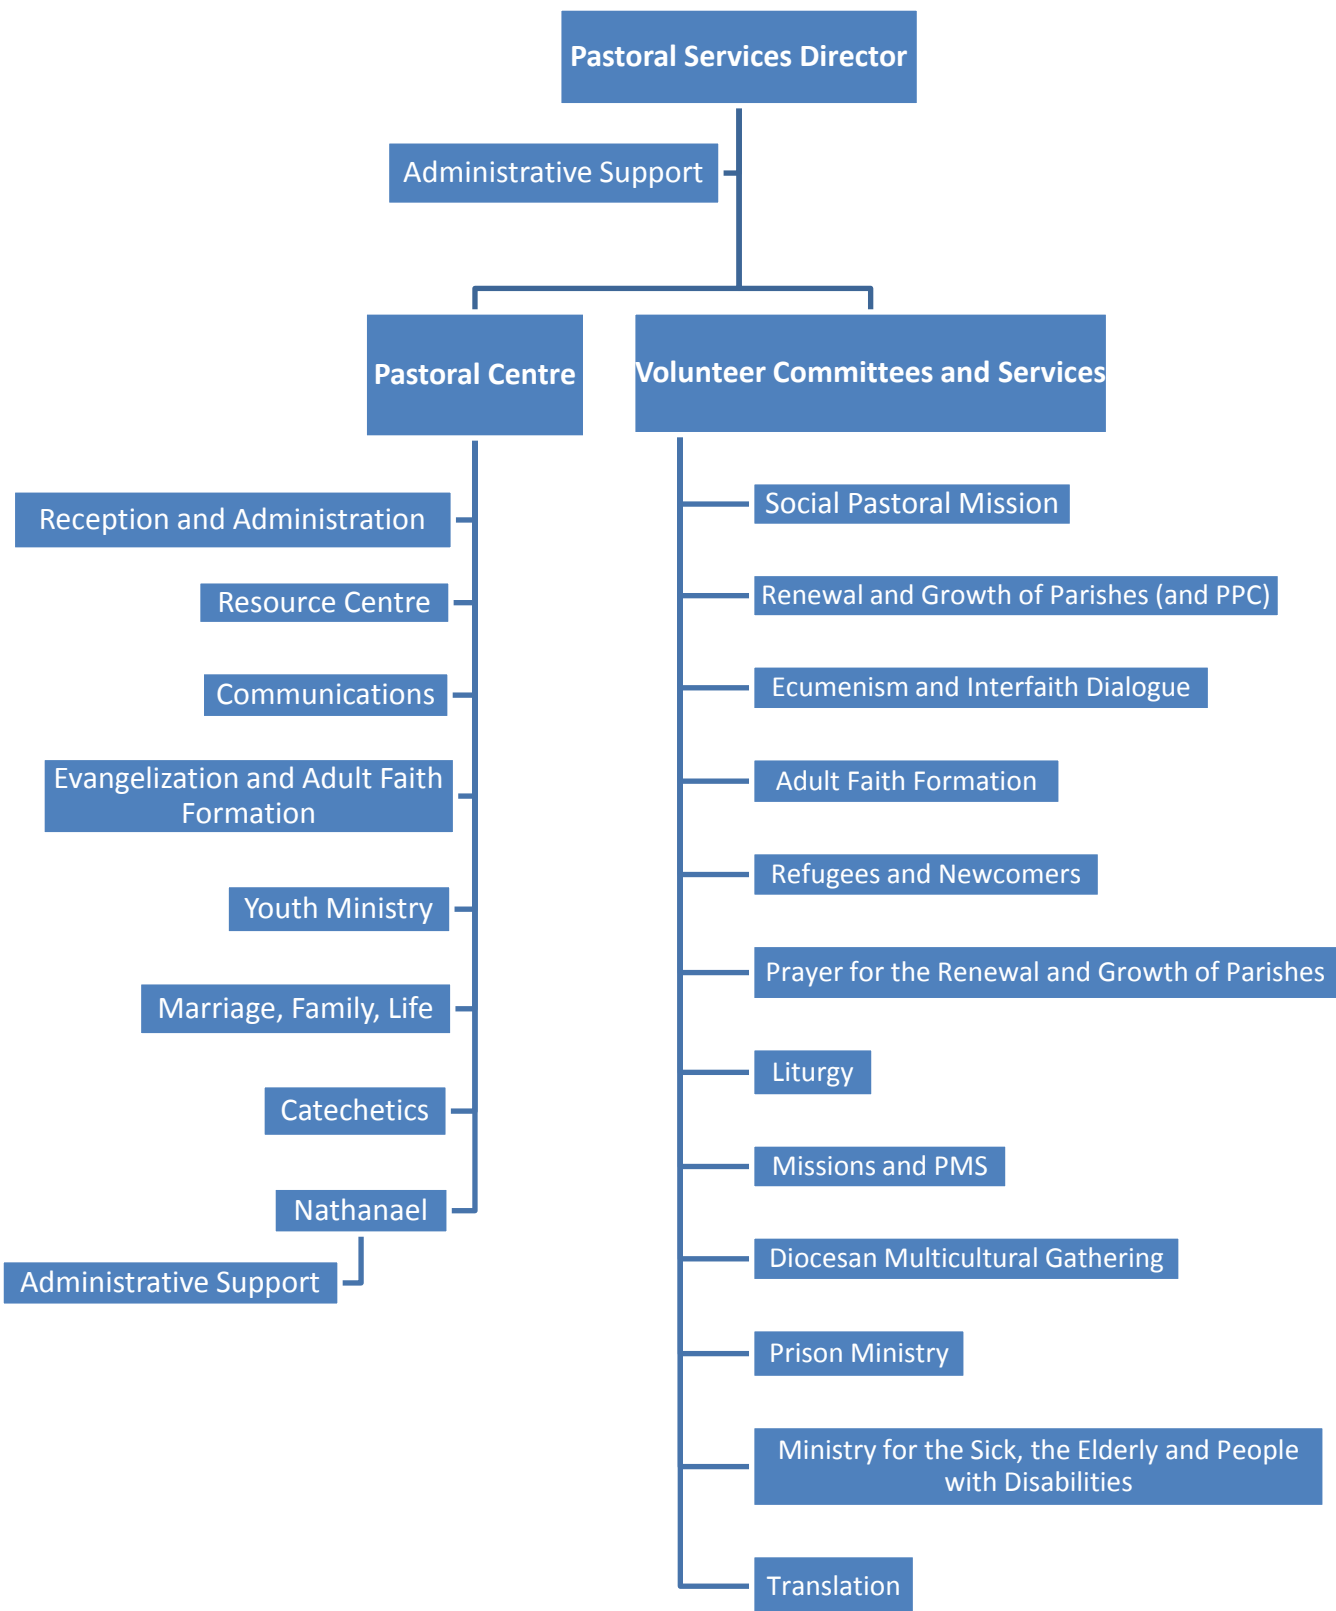 Pastoral Services Director
Administrative Support
Pastoral Centre
Volunteer Committees and Services
Reception and Administration
Resource Centre
Communications
Evangelization and Adult Faith
Formation
Youth Ministry
Marriage, Family, Life
Catechetics
Nathanael
Administrative Support
Social Pastoral Mission
Renewal and Growth of Parishes (and PPC)
Ecumenism and Interfaith Dialogue
Adult Faith Formation
Refugees and Newcomers
Prayer for the Renewal and Growth of Parishes
Liturgy
Missions and PMS
Diocesan Multicultural Gathering
Prison Ministry
Ministry for the Sick, the Elderly and People
with Disabilities
Translation